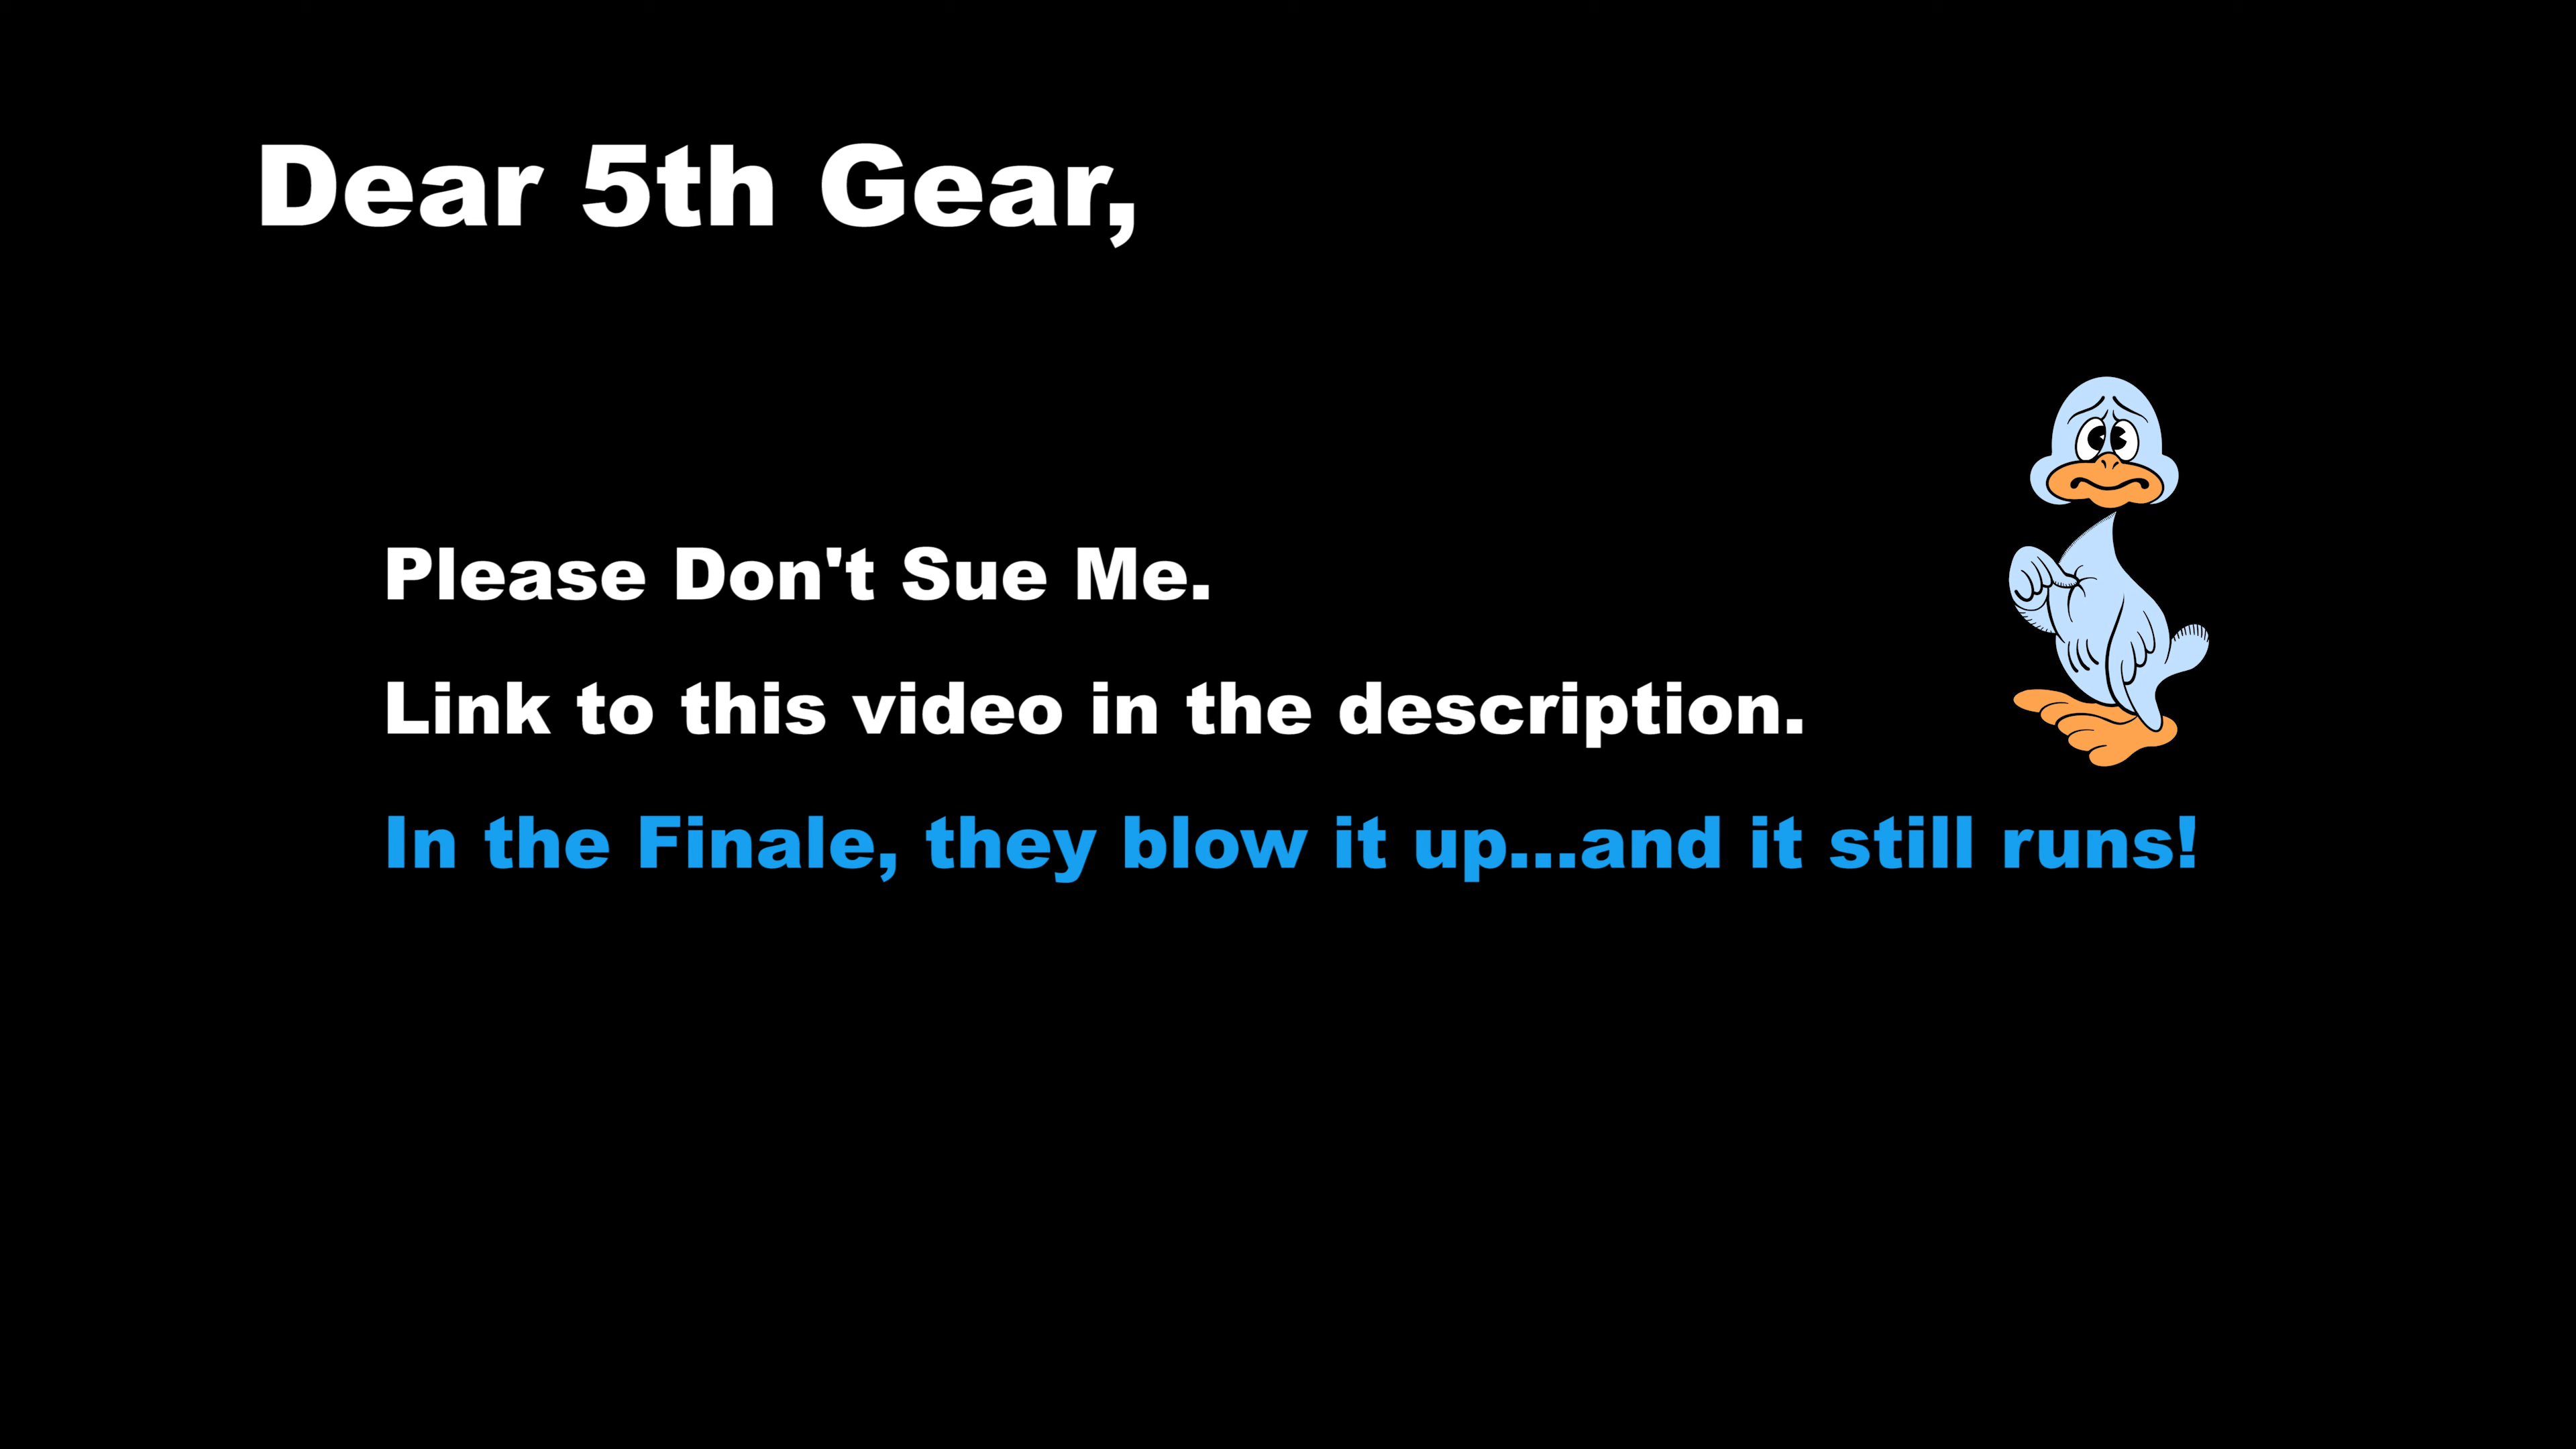 Dear 5th Gear,
Please Don't Sue Me.
Link to this video in the description.
In the Finale, they blow it up...and it still runs!